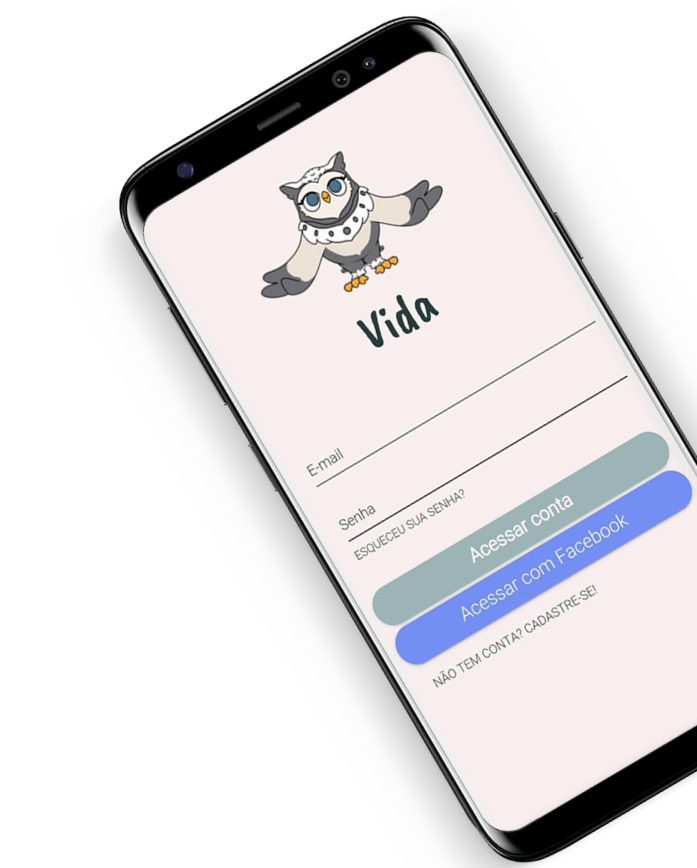 Vida
E-mail
Senha
ESQUECEU SUA SENHA?
Acessar conta
Acessar com Facebook
NÃO TEM CONTA? CADASTRE-SE!